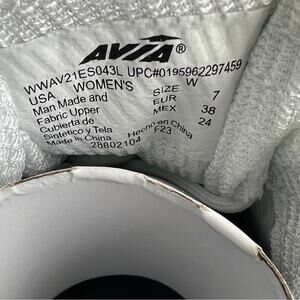 AVIA
WWAV21ES043L UPC#0195962297459
USA WOMEN'S W
Man Made and SIZE 7
Fabric Upper EUR 38
Cubierta de MEX 24
Sintetico y Tela Hecho en China
Made in China F23
28802104